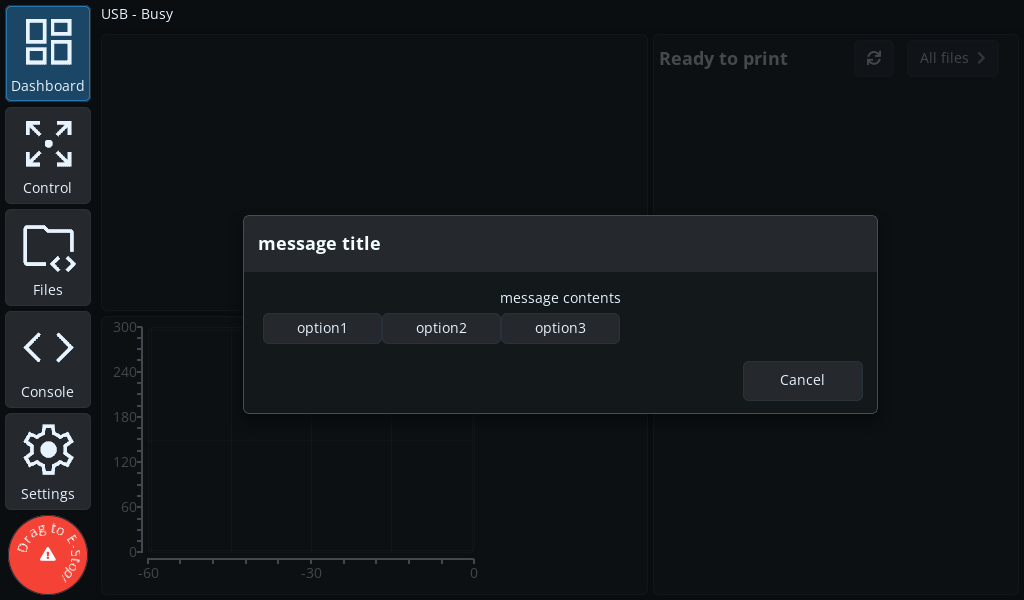 USB - Busy
Dashboard
Control
Files
Console
Settings
Drag to E-Stop!
Ready to print
All files
message title
message contents
option1 option2 option3
Cancel
300
240
180
120
60
0
-60 -30 0